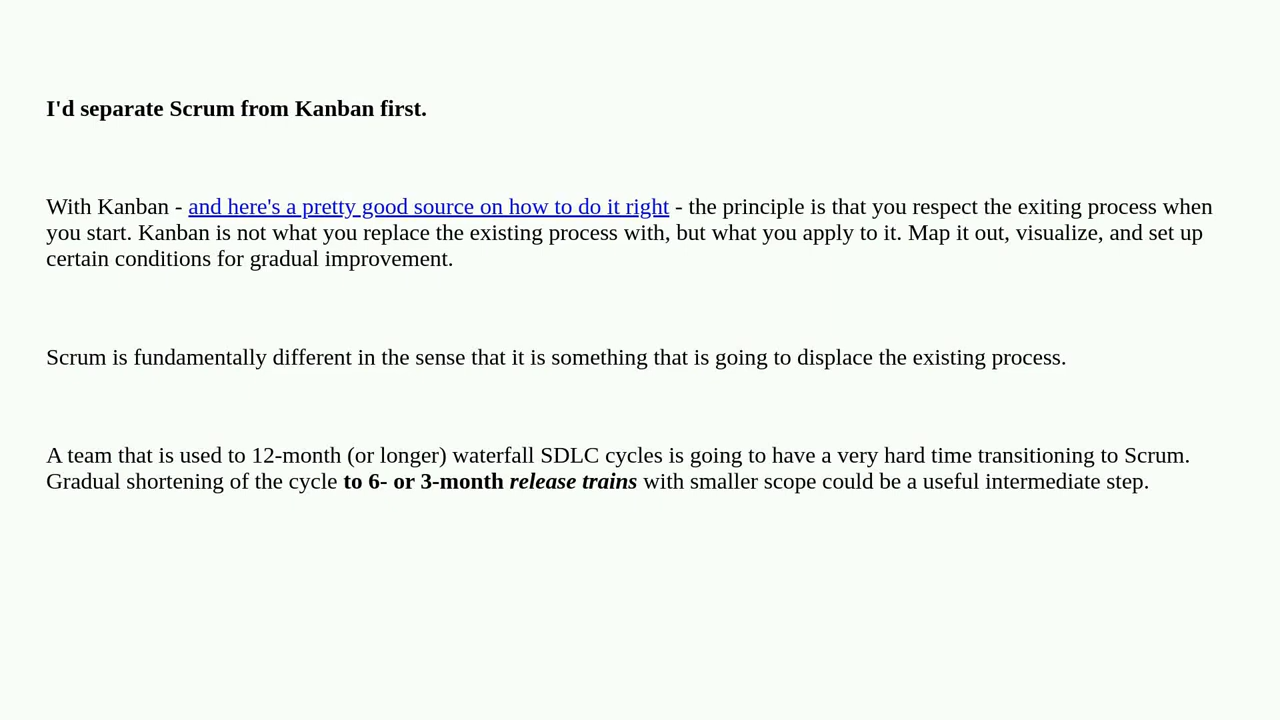 I'd separate Scrum from Kanban first.
With Kanban - and here's a pretty good source on how to do it right - the principle is that you respect the exiting process when
you start. Kanban is not what you replace the existing process with, but what you apply to it. Map it out, visualize, and set up
certain conditions for gradual improvement.
Scrum is fundamentally different in the sense that it is something that is going to displace the existing process.
A team that is used to 12-month (or longer) waterfall SDLC cycles is going to have a very hard time transitioning to Scrum.
Gradual shortening of the cycle to 6- or 3-month release trains with smaller scope could be a useful intermediate step.